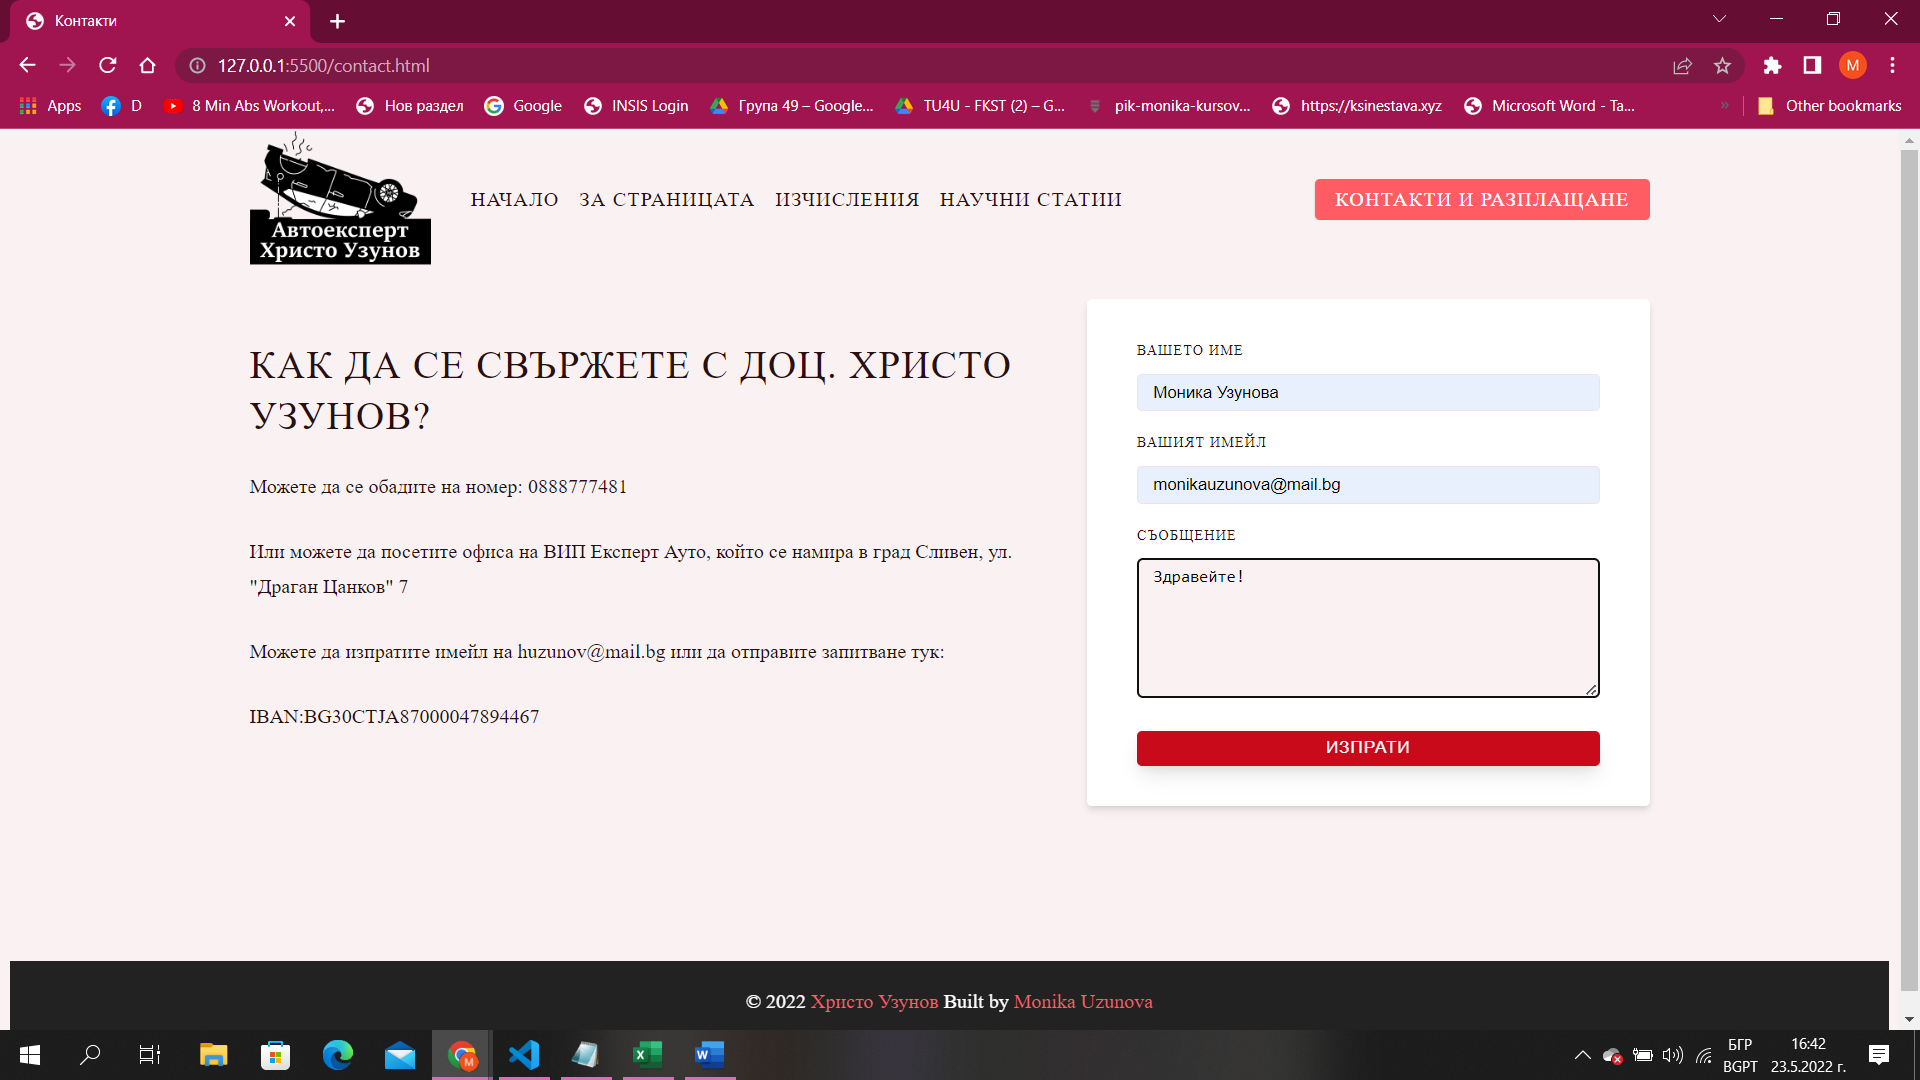 Контакти
127.0.0.1:5500/contact.html
M
Apps
D
8 Min Abs Workout,...
Нов раздел
Google
INSIS Login
Група 49 – Google...
TU4U - FKST (2) – G...
pik-monika-kursov...
https://ksinestava.xyz
Microsoft Word - Ta...
»
Other bookmarks
Автоексперт
Христо Узунов
НАЧАЛО
ЗА СТРАНИЦАТА
ИЗЧИСЛЕНИЯ
НАУЧНИ СТАТИИ
КОНТАКТИ И РАЗПЛАЩАНЕ
КАК ДА СЕ СВЪРЖЕТЕ С ДОЦ. ХРИСТО
УЗУНОВ?
Можете да се обадите на номер: 0888777481
Или можете да посетите офиса на ВИП Експерт Ауто, който се намира в град Сливен, ул.
"Драган Цанков" 7
Можете да изпратите имейл на huzunov@mail.bg или да отправите запитване тук:
IBAN:BG30CTJA87000047894467
ВАШЕТО ИМЕ
Моника Узунова
ВАШИЯТ ИМЕЙЛ
monikauzunova@mail.bg
СЪОБЩЕНИЕ
Здравейте!
ИЗПРАТИ
© 2022 Христо Узунов Built by Monika Uzunova
БГР
BGPT
16:42
23.5.2022 г.